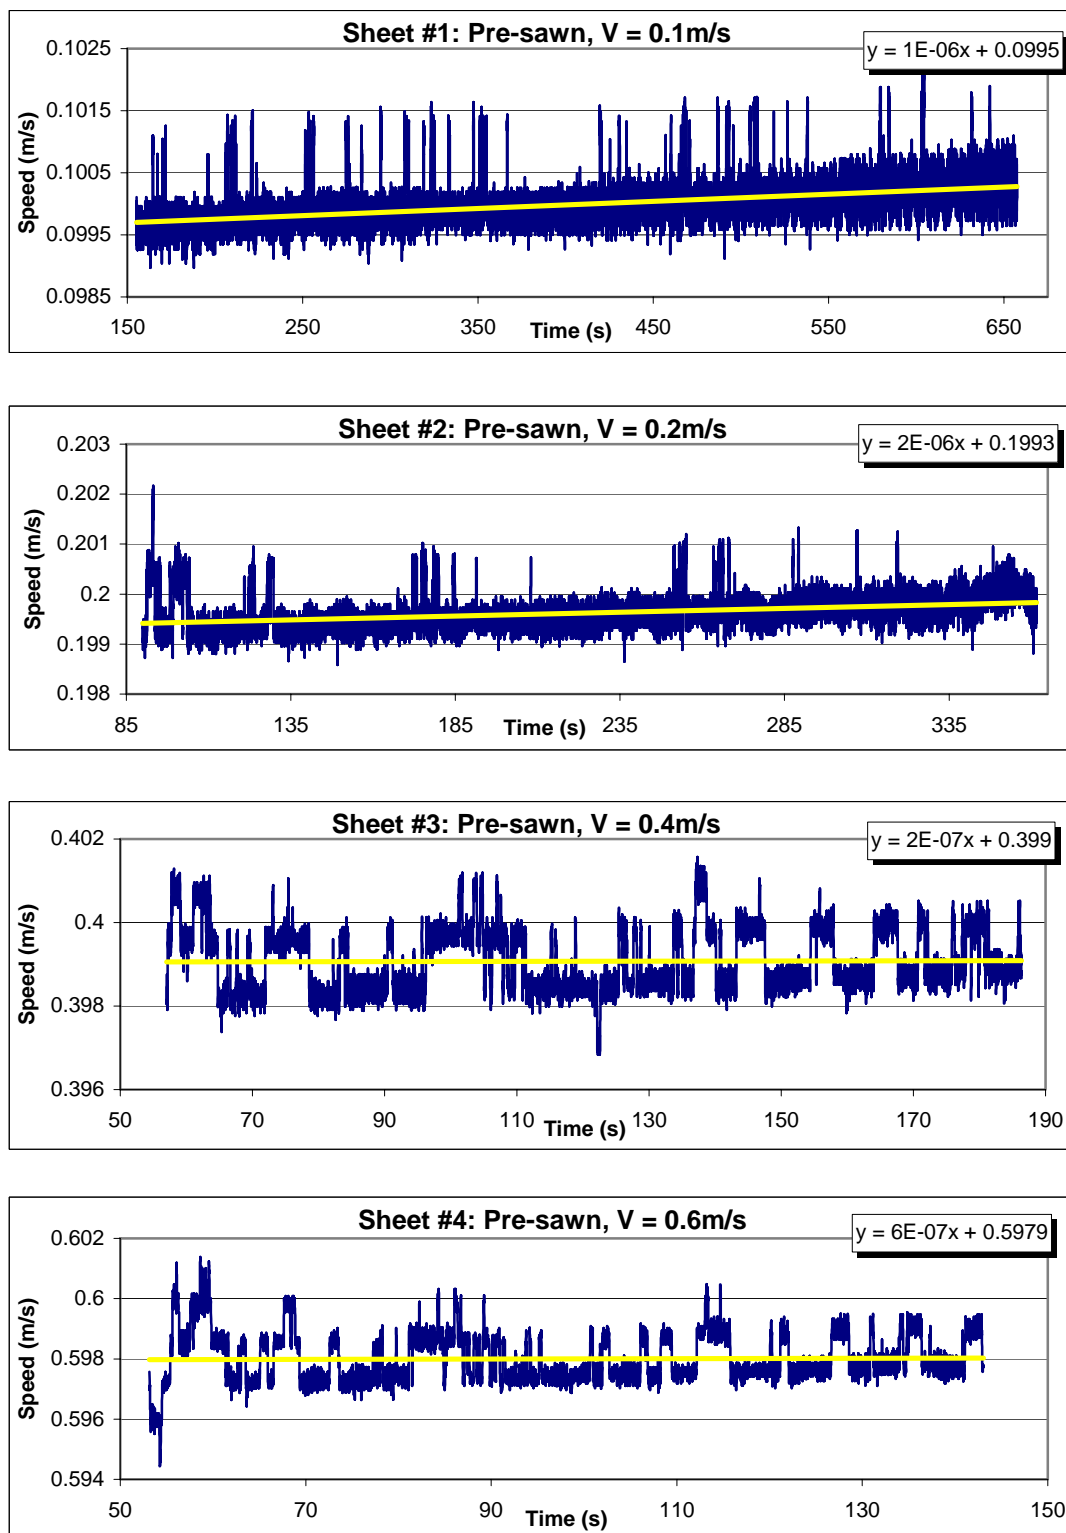 Sheet #1: Pre-sawn, V = 0.1m/s
y = 1E-06x + 0.0995
0.1025
0.1015
0.1005
0.0995
0.0985
Speed (m/s)
150 250 350 450 550 650
Time (s)
Sheet #2: Pre-sawn, V = 0.2m/s
y = 2E-06x + 0.1993
0.203
0.202
0.201
0.2
0.199
0.198
Speed (m/s)
85 135 185 235 285 335
Time (s)
Sheet #3: Pre-sawn, V = 0.4m/s
y = 2E-07x + 0.399
0.402
0.4
0.398
0.396
Speed (m/s)
50 70 90 110 130 150 170 190
Time (s)
Sheet #4: Pre-sawn, V = 0.6m/s
y = 6E-07x + 0.5979
0.602
0.6
0.598
0.596
0.594
Speed (m/s)
50 70 90 110 130 150
Time (s)